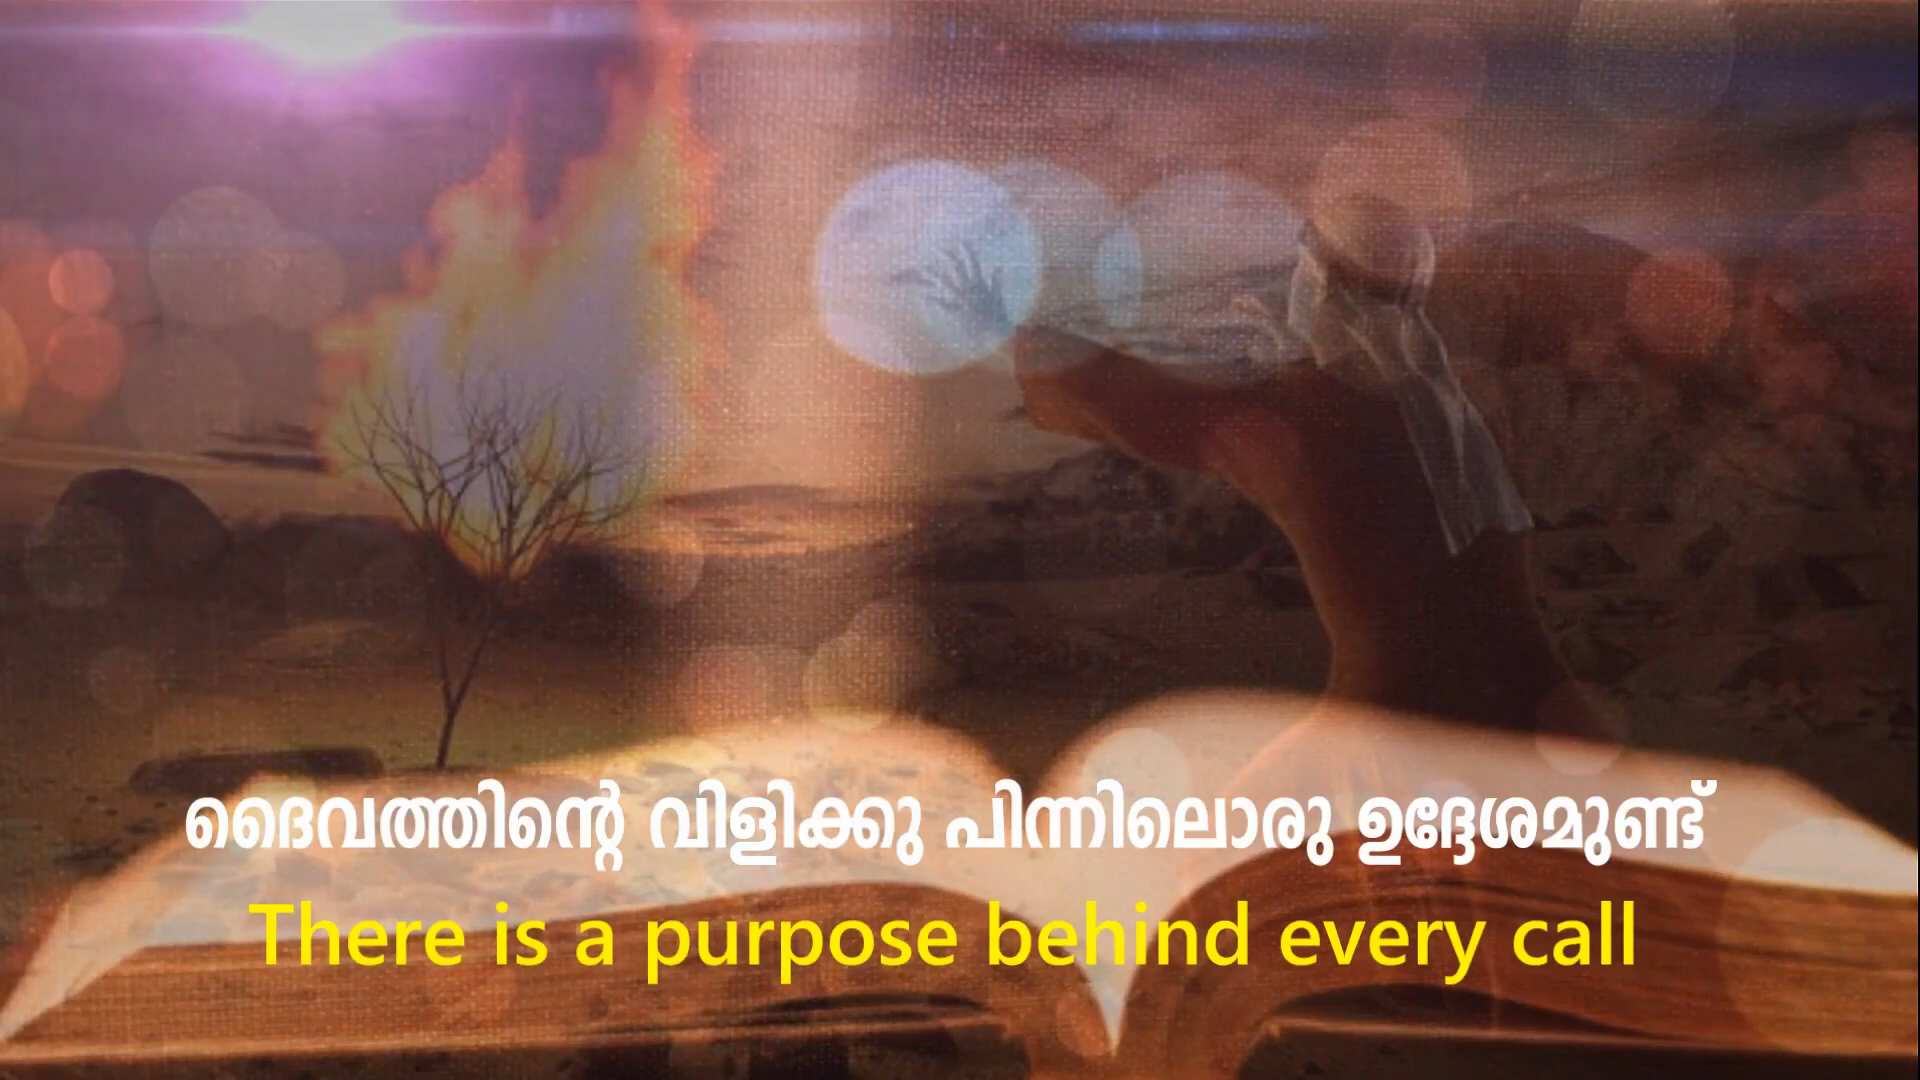 ദൈവത്തിന്റെ വിളിക്കു പിന്നിലൊരു ഉദ്ദേശമുണ്ട്
There is a purpose behind every call